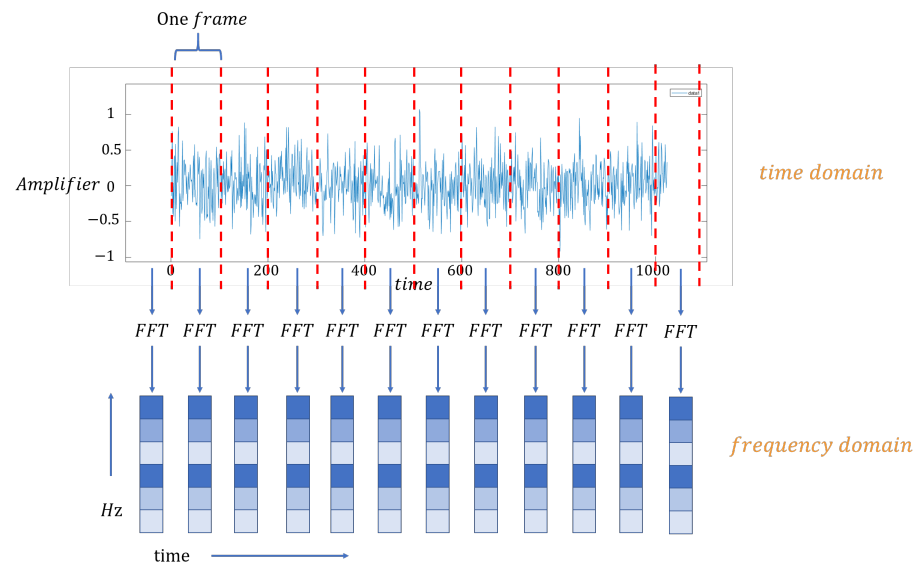 One frame
data1
1
0.5
Amplifier 0
−0.5
−1
0 200 400 600 800 1000
time
time domain
FFT FFT FFT FFT FFT FFT FFT FFT FFT FFT FFT FFT
frequency domain
Hz
time